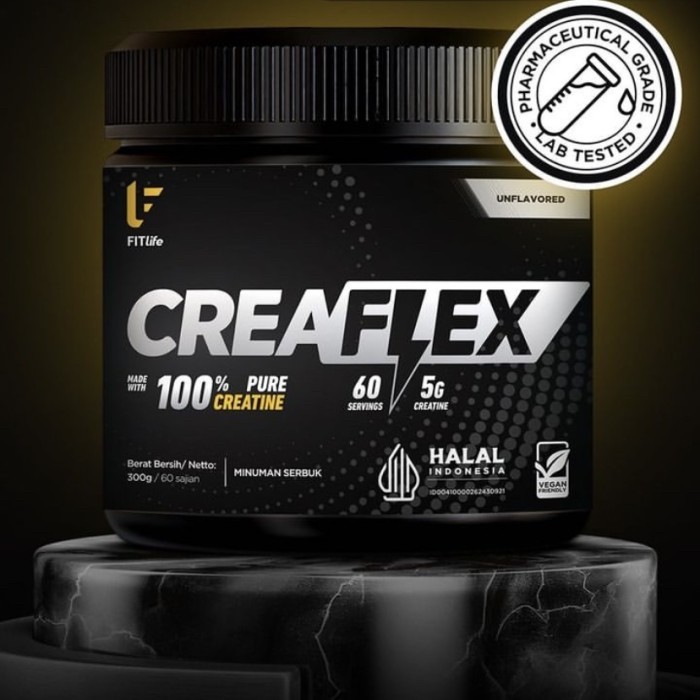 PHARMACEUTICAL GRADE
• LAB TESTED •
UNFLAVORED
FITlife
CREAFLEX
MADE WITH 100% PURE CREATINE
60 SERVINGS
5G CREATINE
Berat Bersih/ Netto:
300g / 60 sajian
MINUMAN SERBUK
HALAL
INDONESIA
ID00410000262430921
VEGAN
FRIENDLY